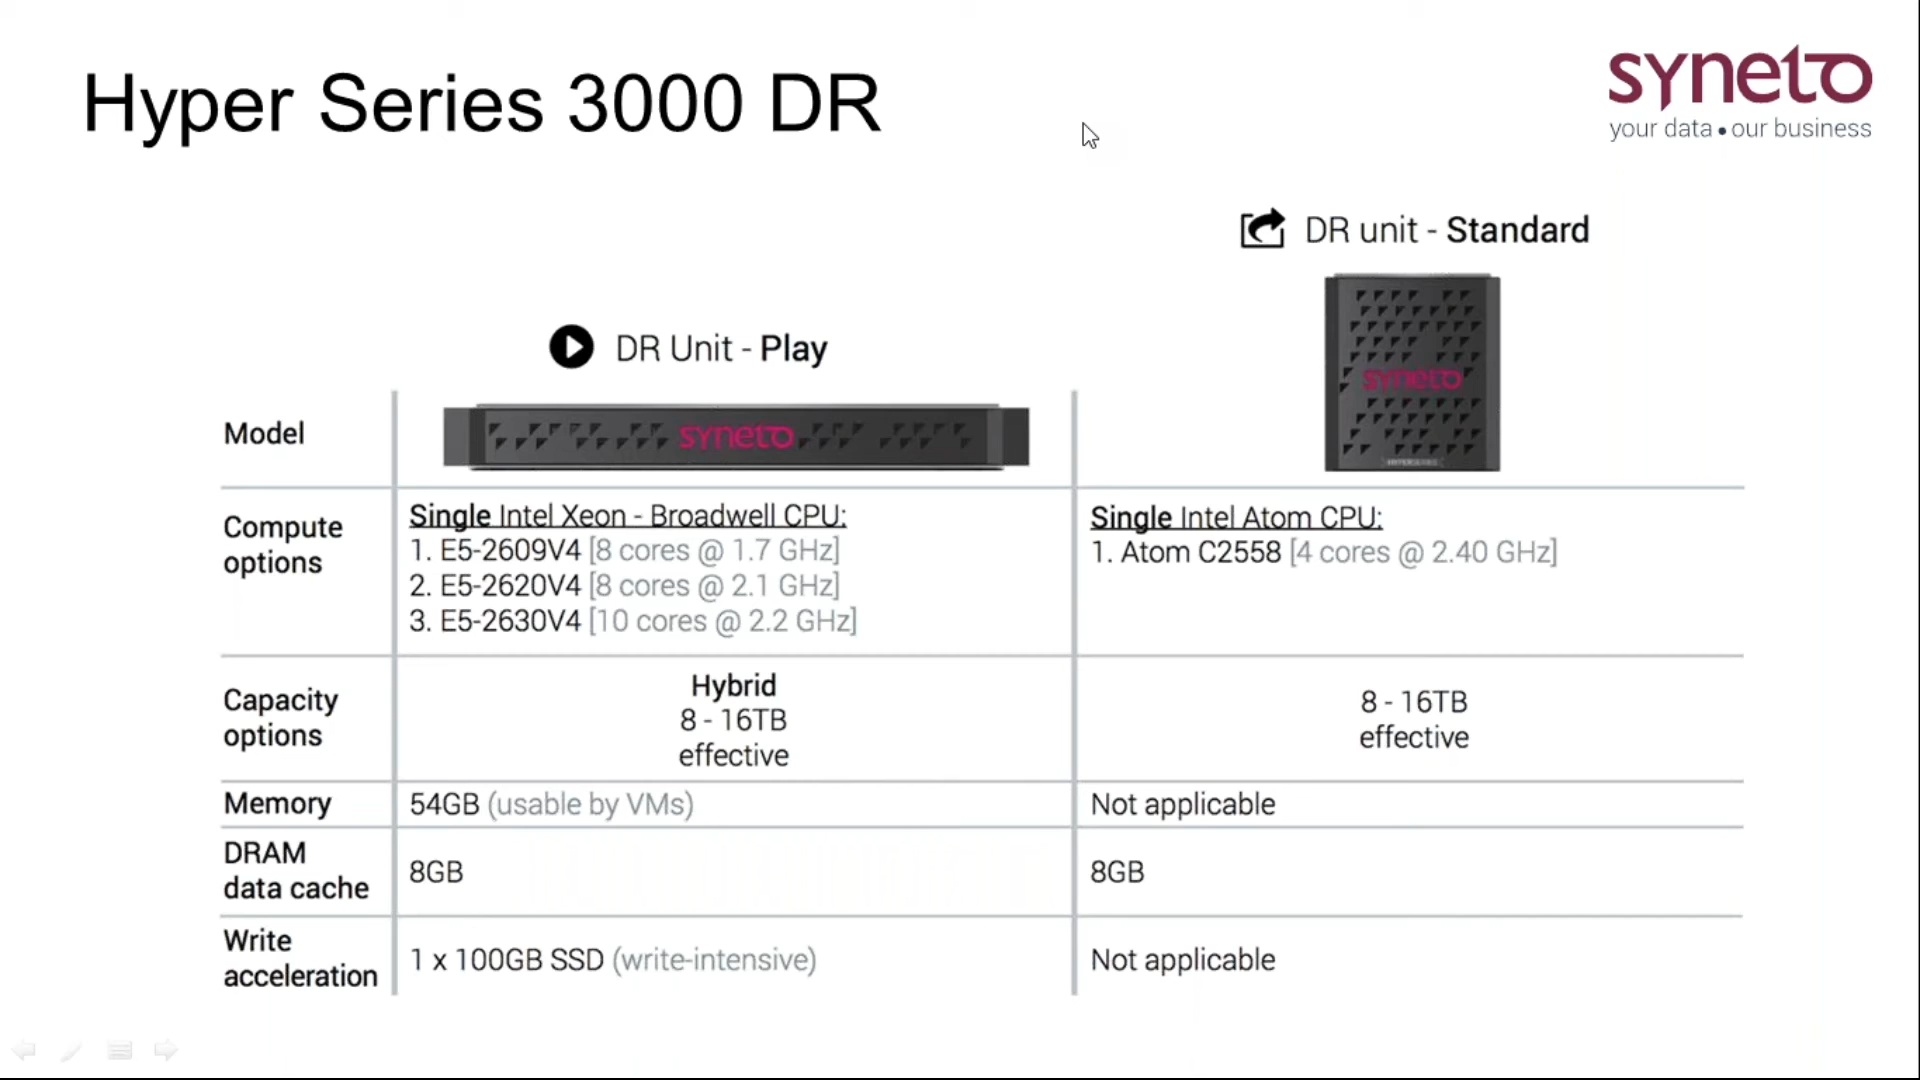 Hyper Series 3000 DR
syneto
your data • our business
DR unit - Standard
DR Unit - Play
syneto
syneto
HYPERSERIES
Model
Compute
options
Single Intel Xeon - Broadwell CPU:
1. E5-2609V4 [8 cores @ 1.7 GHz]
2. E5-2620V4 [8 cores @ 2.1 GHz]
3. E5-2630V4 [10 cores @ 2.2 GHz]
Single Intel Atom CPU:
1. Atom C2558 [4 cores @ 2.40 GHz]
Capacity
options
Hybrid
8 - 16TB
effective
8 - 16TB
effective
Memory
54GB (usable by VMs)
Not applicable
DRAM
data cache
8GB
8GB
Write
acceleration
1 x 100GB SSD (write-intensive)
Not applicable